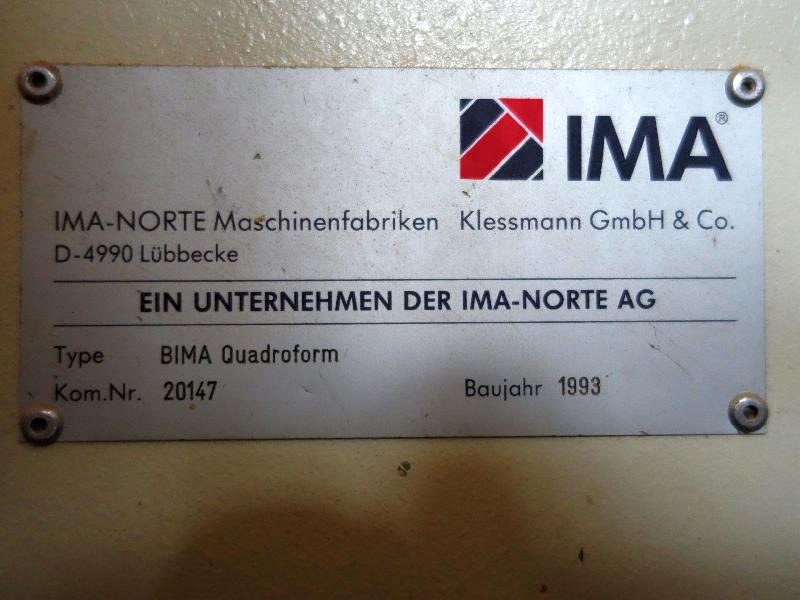 IMA®
IMA-NORTE Maschinenfabriken Klessmann GmbH & Co.
D-4990 Lübbecke
EIN UNTERNEHMEN DER IMA-NORTE AG
Type BIMA Quadroform
Kom.Nr. 20147 Baujahr 1993